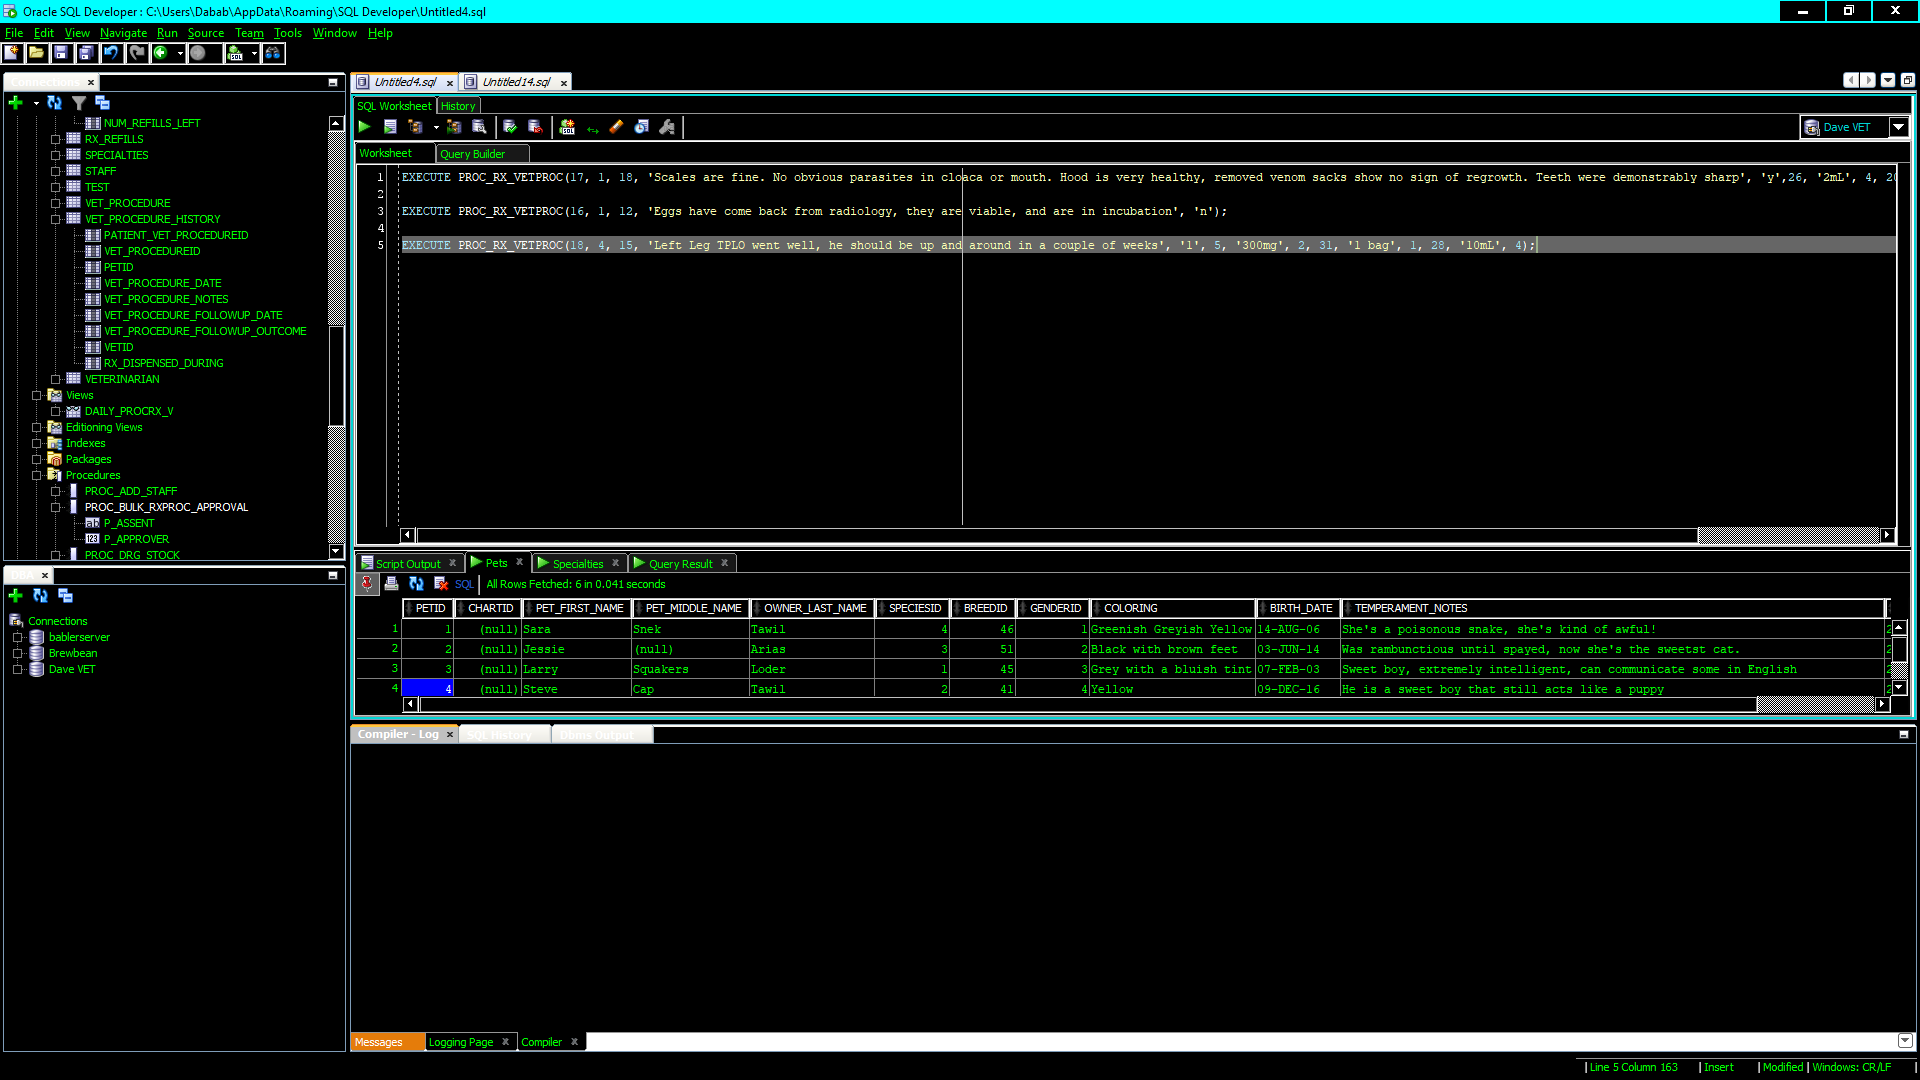 Oracle SQL Developer : C:\Users\Dabab\AppData\Roaming\SQL Developer\Untitled4.sql
File Edit View Navigate Run Source Team Tools Window Help
Connections
NUM_REFILLS_LEFT
RX_REFILLS
SPECIALTIES
STAFF
TEST
VET_PROCEDURE
VET_PROCEDURE_HISTORY
PATIENT_VET_PROCEDUREID
VET_PROCEDUREID
PETID
VET_PROCEDURE_DATE
VET_PROCEDURE_NOTES
VET_PROCEDURE_FOLLOWUP_DATE
VET_PROCEDURE_FOLLOWUP_OUTCOME
VETID
RX_DISPENSED_DURING
VETERINARIAN
Views
DAILY_PROCRX_V
Editioning Views
Indexes
Packages
Procedures
PROC_ADD_STAFF
PROC_BULK_RXPROC_APPROVAL
P_ASSENT
P_APPROVER
PROC_DRG_STOCK
DBA
Connections
bablerserver
Brewbean
Dave VET
Untitled4.sql Untitled14.sql
SQL Worksheet History
Dave VET
Worksheet Query Builder
1 EXECUTE PROC_RX_VETPROC(17, 1, 18, 'Scales are fine. No obvious parasites in cloaca or mouth. Hood is very healthy, removed venom sacks show no sign of regrowth. Teeth were demonstrably sharp', 'y',26, '2mL', 4, 20
2
3 EXECUTE PROC_RX_VETPROC(16, 1, 12, 'Eggs have come back from radiology, they are viable, and are in incubation', 'n');
4
5 EXECUTE PROC_RX_VETPROC(18, 4, 15, 'Left Leg TPLO went well, he should be up and around in a couple of weeks', '1', 5, '300mg', 2, 31, '1 bag', 1, 28, '10mL', 4);
Script Output Pets Specialties Query Result
SQL All Rows Fetched: 6 in 0.041 seconds
PETID CHARTID PET_FIRST_NAME PET_MIDDLE_NAME OWNER_LAST_NAME SPECIESID BREEDID GENDERID COLORING BIRTH_DATE TEMPERAMENT_NOTES
1 1 (null) Sara Snek Tawil 4 46 1 Greenish Greyish Yellow 14-AUG-06 She's a poisonous snake, she's kind of awful! 2
2 2 (null) Jessie (null) Arias 3 51 2 Black with brown feet 03-JUN-14 Was rambunctious until spayed, now she's the sweetst cat. 2
3 3 (null) Larry Squakers Loder 1 45 3 Grey with a bluish tint 07-FEB-03 Sweet boy, extremely intelligent, can communicate some in English 2
4 4 (null) Steve Cap Tawil 2 41 4 Yellow 09-DEC-16 He is a sweet boy that still acts like a puppy 2
Compiler - Log SQL History Dbms Output
Messages Logging Page Compiler
Line 5 Column 163 Insert Modified Windows: CR/LF